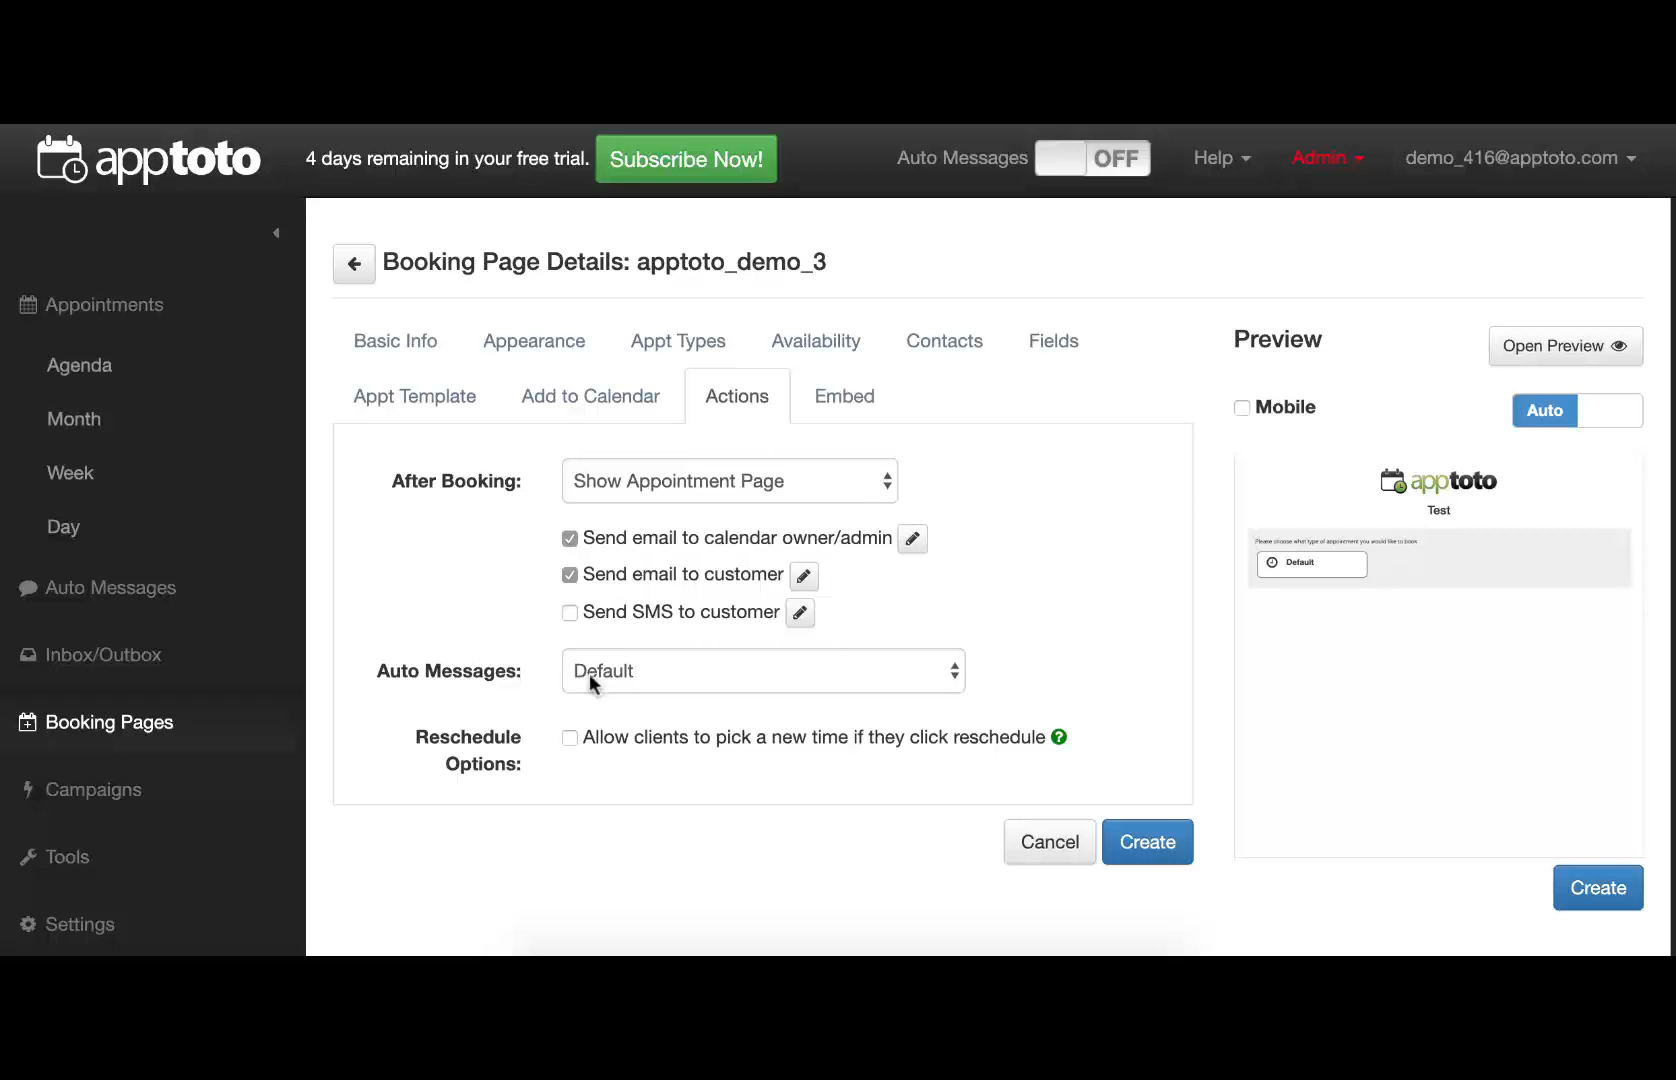 apptoto
4 days remaining in your free trial.
Subscribe Now!
Auto Messages
OFF
Help
Admin
demo_416@apptoto.com
Appointments
Agenda
Month
Week
Day
Auto Messages
Inbox/Outbox
Booking Pages
Campaigns
Tools
Settings
Booking Page Details: apptoto_demo_3
Basic Info
Appearance
Appt Types
Availability
Contacts
Fields
Appt Template
Add to Calendar
Actions
Embed
After Booking:
Show Appointment Page
Send email to calendar owner/admin
Send email to customer
Send SMS to customer
Auto Messages:
Default
Reschedule
Options:
Allow clients to pick a new time if they click reschedule ?
Cancel
Create
Preview
Open Preview
Mobile
Auto
apptoto
Test
Please choose what type of appointment you would like to book
Default
Create